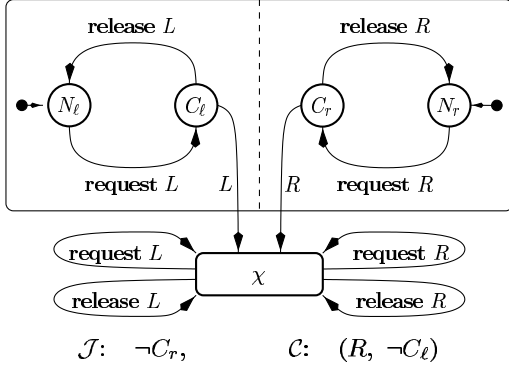 release L release R
N_ℓ C_ℓ C_r N_r
request L L R request R
request L request R
χ
release L release R
𝒥: ¬C_r, 𝒞: (R, ¬C_ℓ)